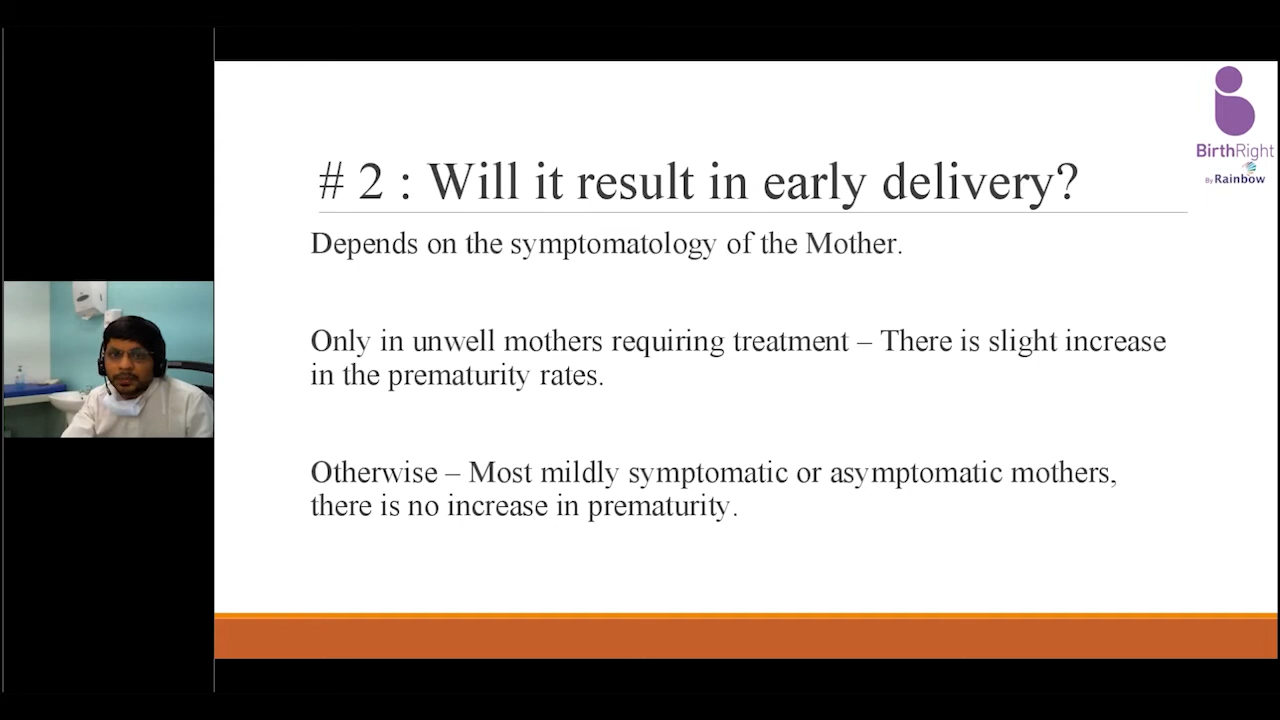 # 2 : Will it result in early delivery?
Depends on the symptomatology of the Mother.
Only in unwell mothers requiring treatment – There is slight increase
in the prematurity rates.
Otherwise – Most mildly symptomatic or asymptomatic mothers,
there is no increase in prematurity.
BirthRight
By Rainbow